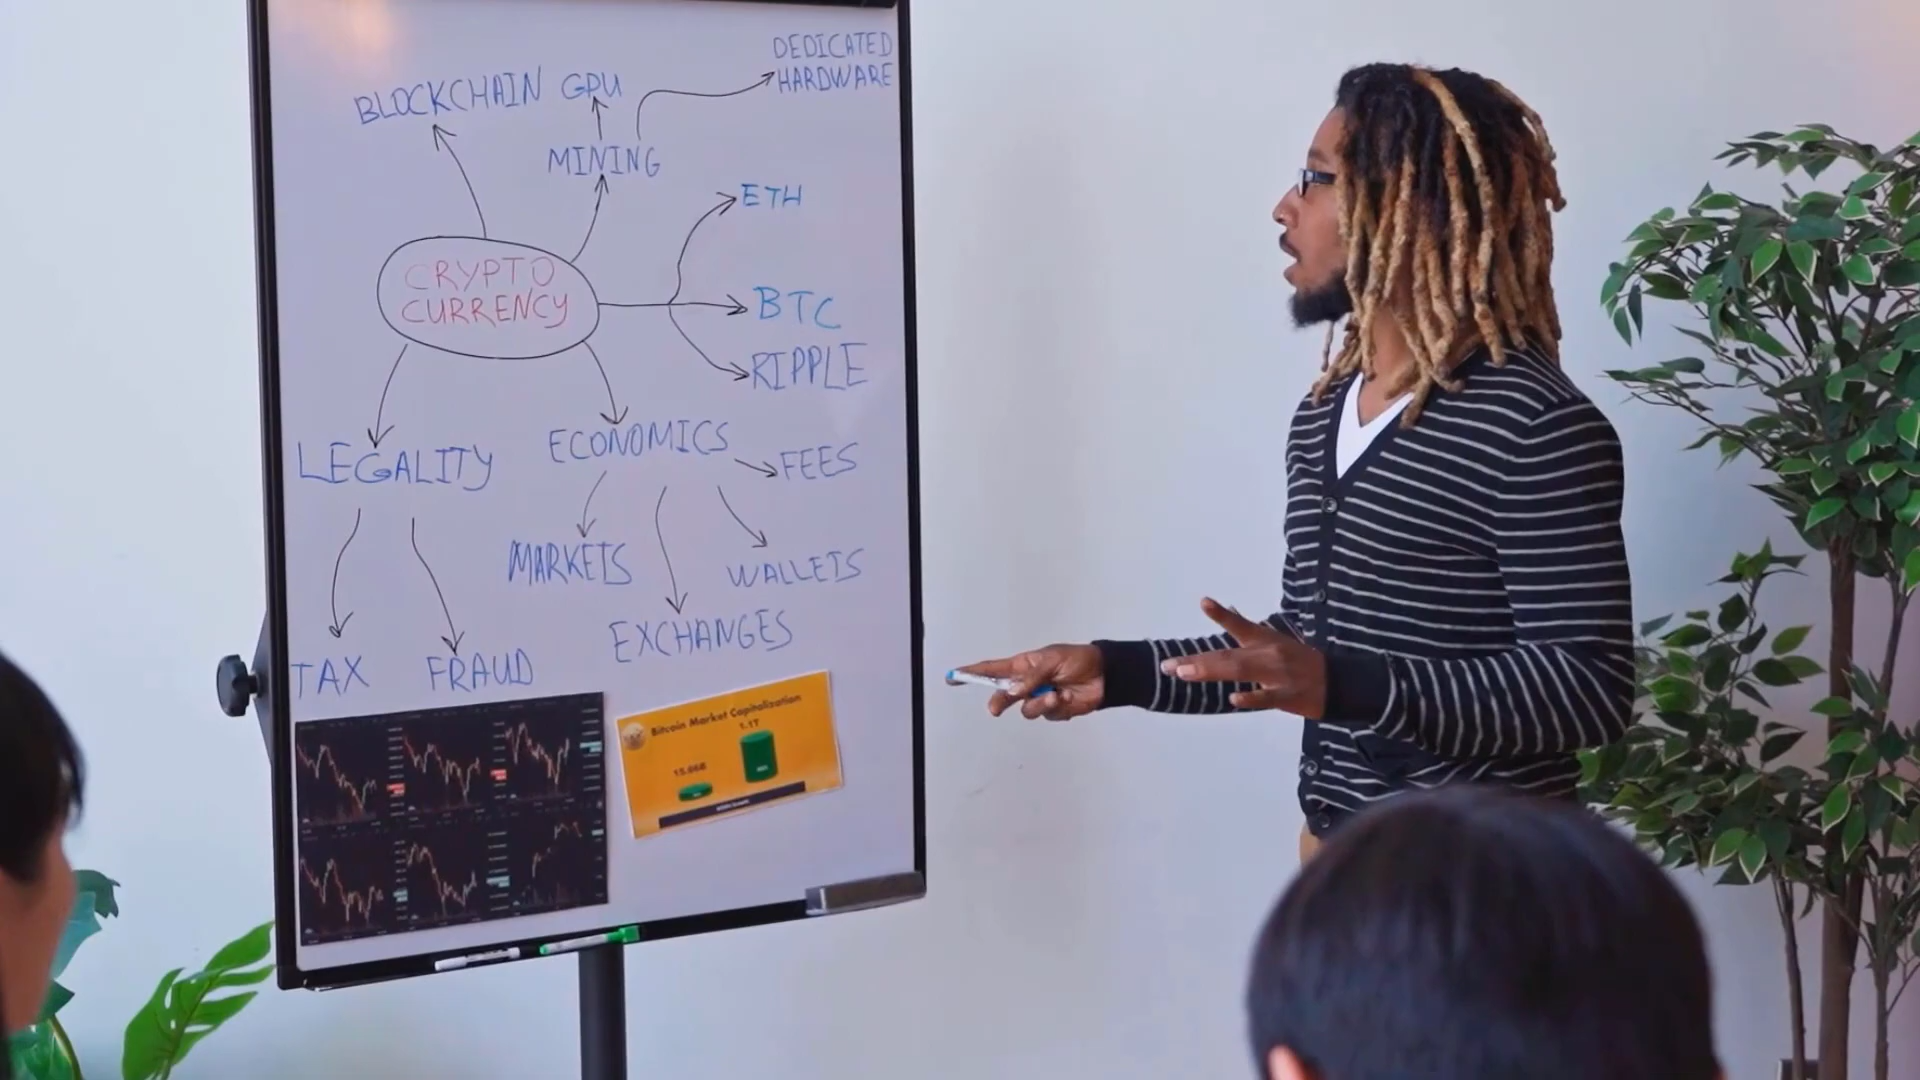 DEDICATED
HARDWARE
BLOCKCHAIN
GPU
MINING
ETH
CRYPTO
CURRENCY
BTC
RIPPLE
LEGALITY
ECONOMICS
FEES
MARKETS
WALLETS
EXCHANGES
TAX
FRAUD
Bitcoin Market Capitalization
1.1T